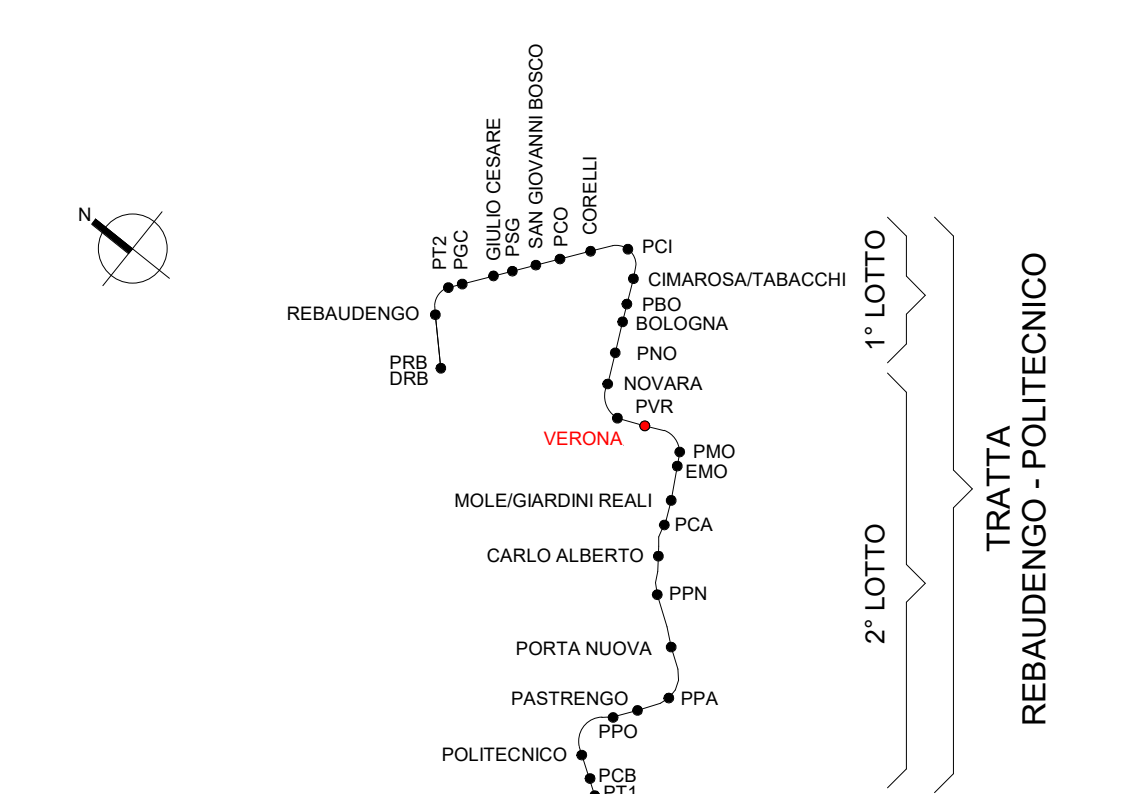 N
PT2
PGC
GIULIO CESARE
PSG
SAN GIOVANNI BOSCO
PCO
CORELLI
PCI
CIMAROSA/TABACCHI
REBAUDENGO
PBO
BOLOGNA
PRB
DRB
PNO
NOVARA
PVR
VERONA
PMO
EMO
MOLE/GIARDINI REALI
PCA
CARLO ALBERTO
PPN
PORTA NUOVA
PASTRENGO
PPA
PPO
POLITECNICO
PCB
PT1
1° LOTTO
2° LOTTO
TRATTA
REBAUDENGO - POLITECNICO